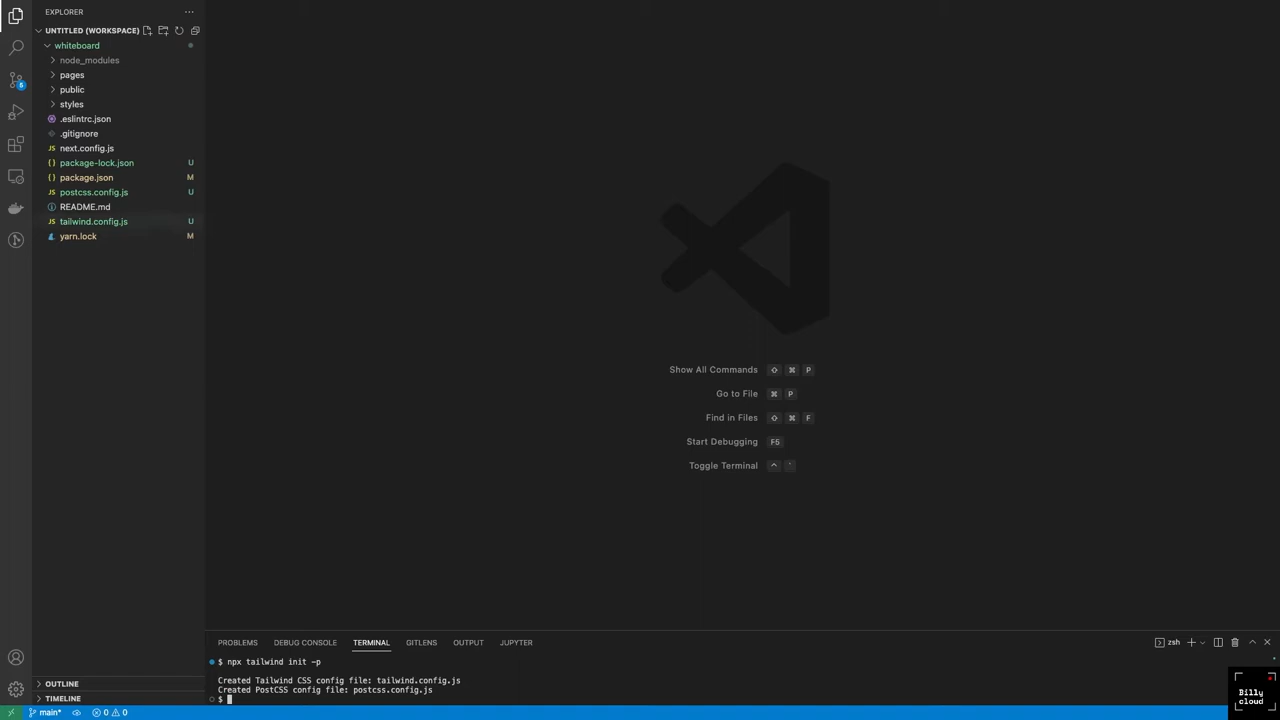 EXPLORER
UNTITLED (WORKSPACE)
whiteboard
node_modules
pages
public
styles
.eslintrc.json
.gitignore
next.config.js
package-lock.json U
package.json M
postcss.config.js U
README.md
tailwind.config.js U
yarn.lock M
6
Show All Commands ⇧ ⌘ P
Go to File ⌘ P
Find in Files ⇧ ⌘ F
Start Debugging F5
Toggle Terminal ^ `
PROBLEMS DEBUG CONSOLE TERMINAL GITLENS OUTPUT JUPYTER
zsh
$ npx tailwind init -p
Created Tailwind CSS config file: tailwind.config.js
Created PostCSS config file: postcss.config.js
$
OUTLINE
TIMELINE
main* 0 0
Billy
cloud